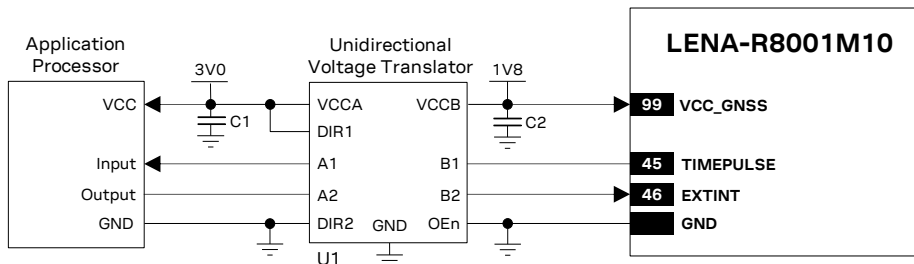 Application
Processor
Unidirectional
Voltage Translator
LENA-R8001M10
3V0
1V8
VCC
C1
VCCA
VCCB
C2
99 VCC_GNSS
DIR1
Input
A1
B1
45 TIMEPULSE
Output
A2
B2
46 EXTINT
GND
DIR2
GND
OEn
GND
U1